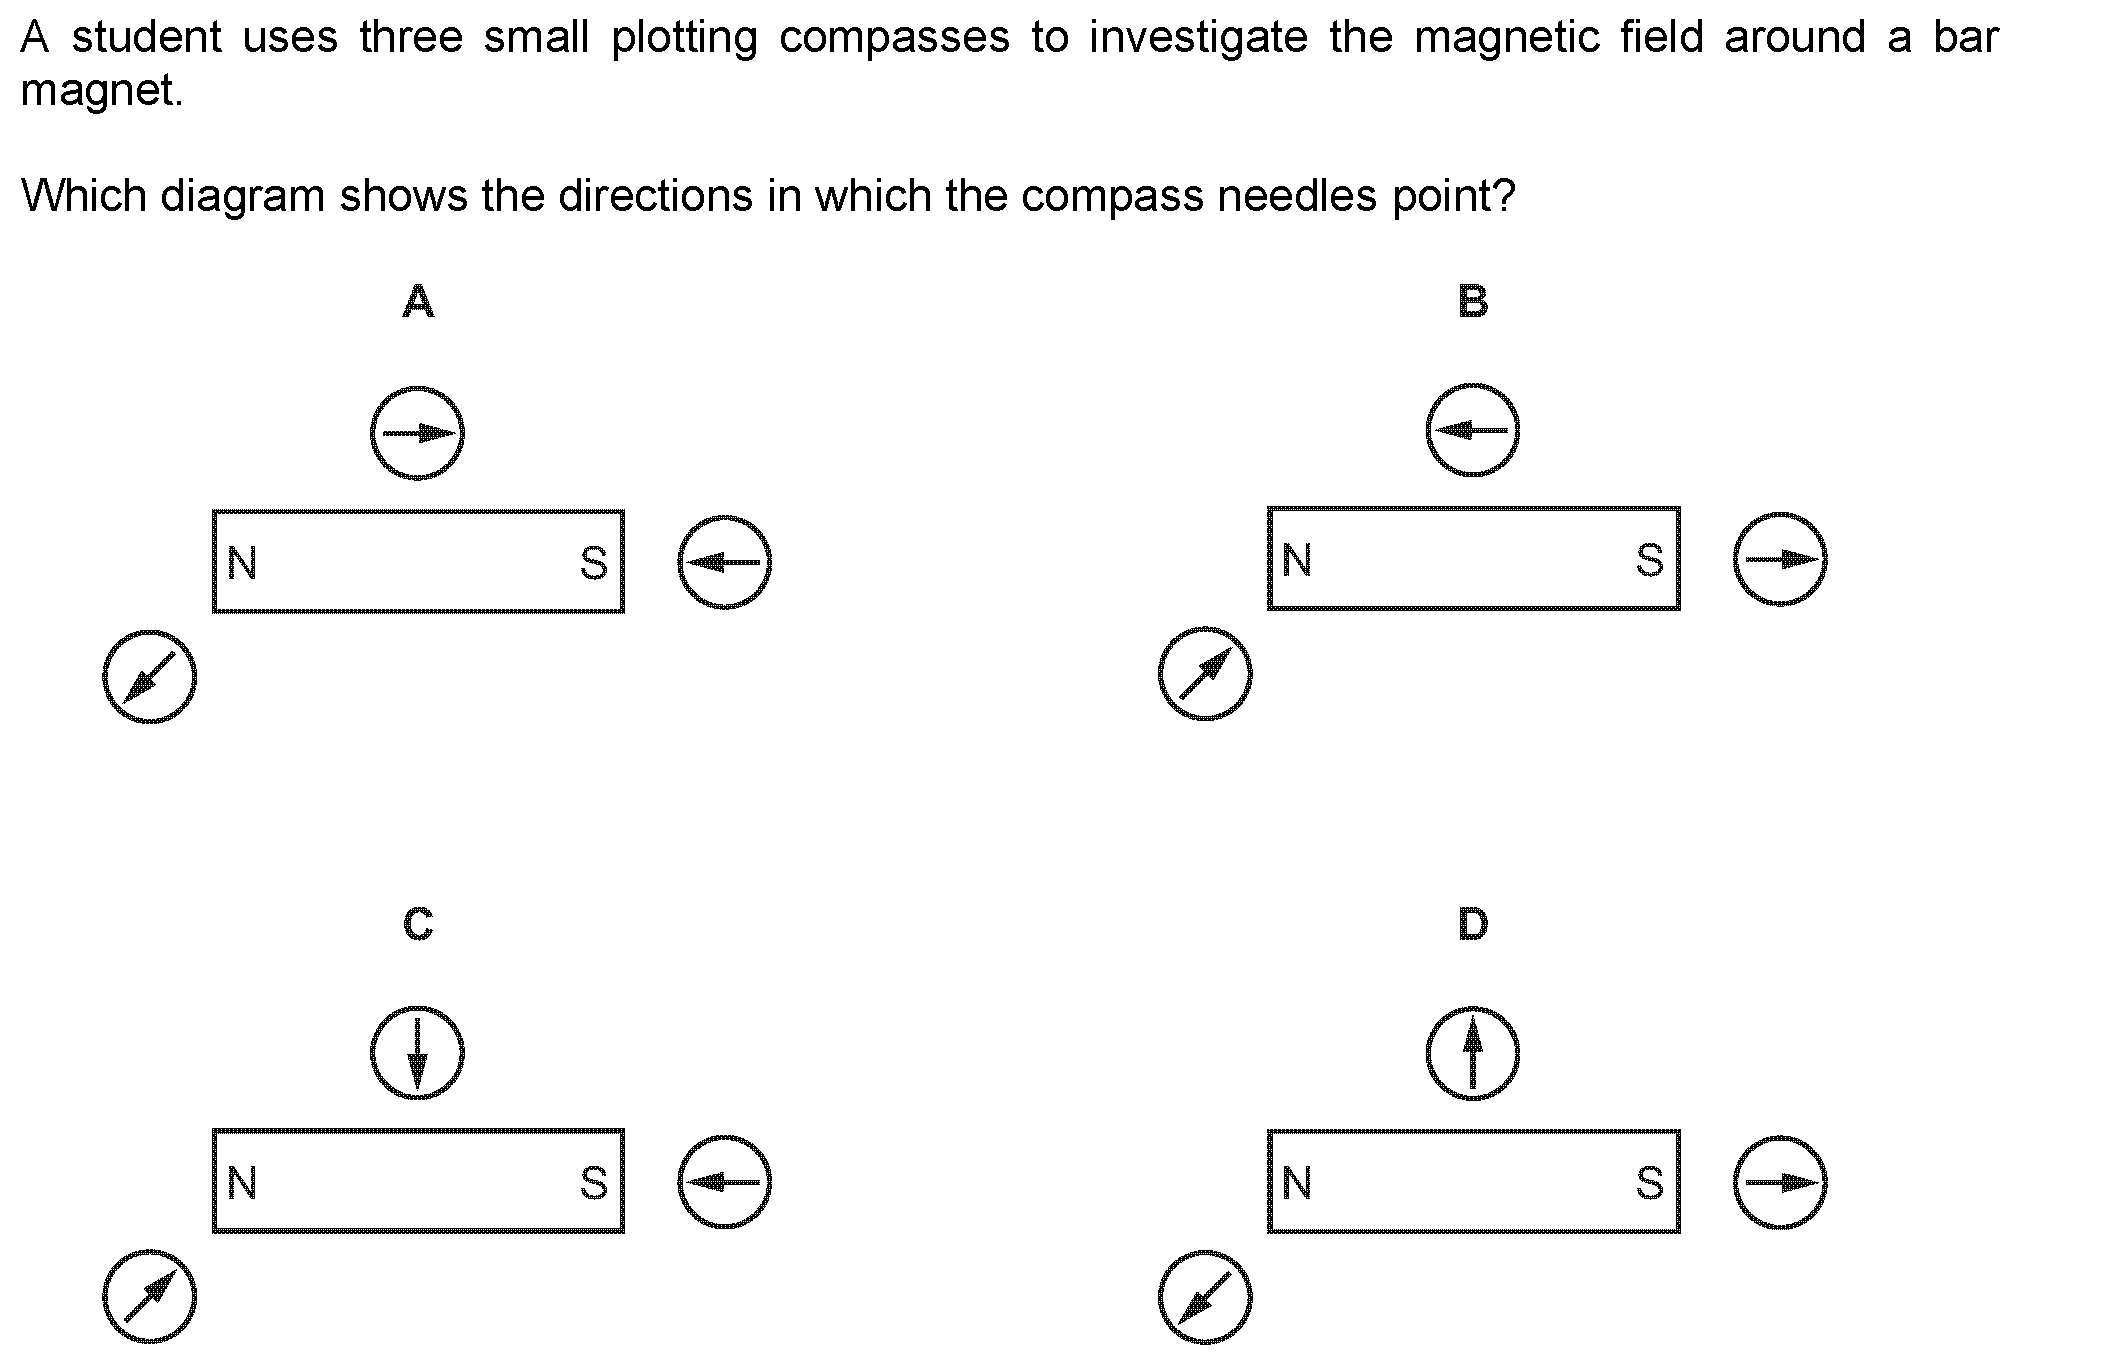 A student uses three small plotting compasses to investigate the magnetic field around a bar
magnet.
Which diagram shows the directions in which the compass needles point?
A
B
N S
N S
C
D
N S
N S